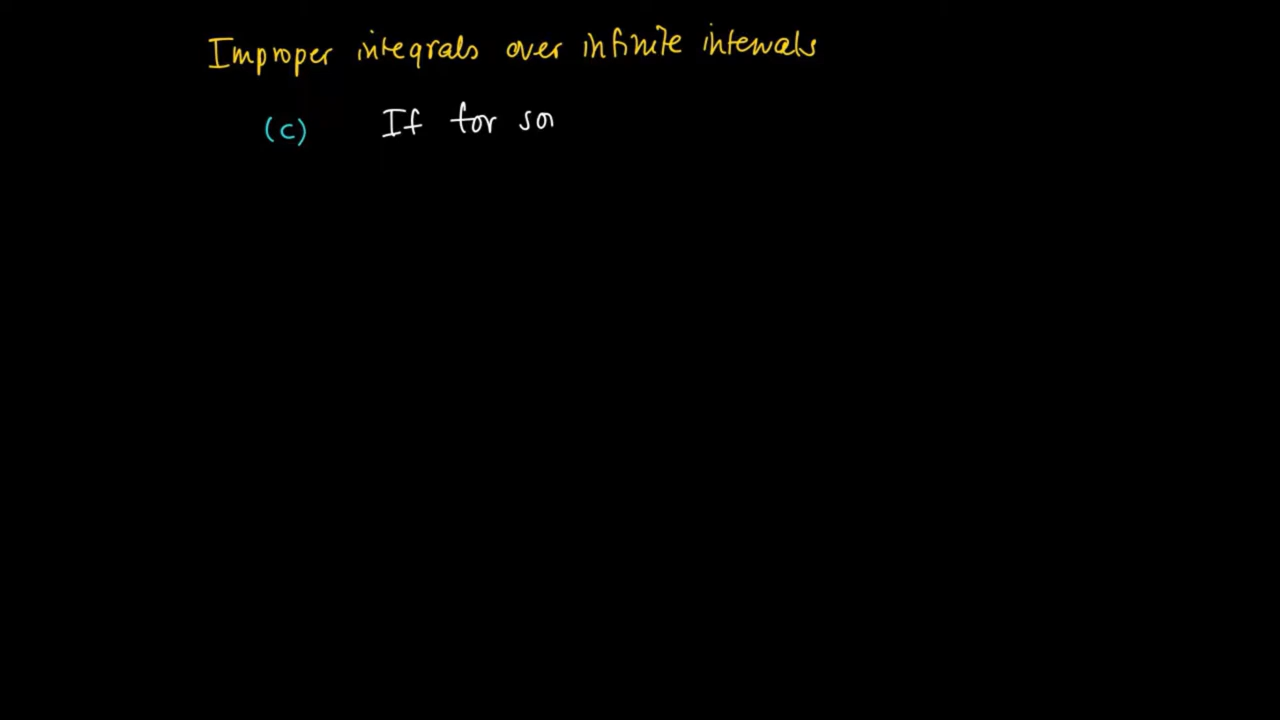 Improper integrals over infinite intervals
(c) If for so